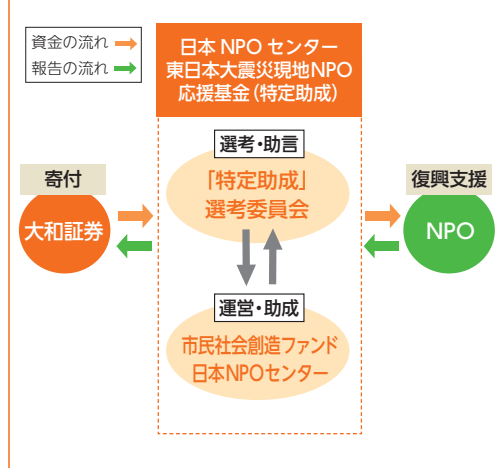 資金の流れ
報告の流れ
日本 NPO センター
東日本大震災現地NPO
応援基金(特定助成)
選考・助言
「特定助成」
選考委員会
寄付
大和証券
復興支援
NPO
運営・助成
市民社会創造ファンド
日本NPOセンター